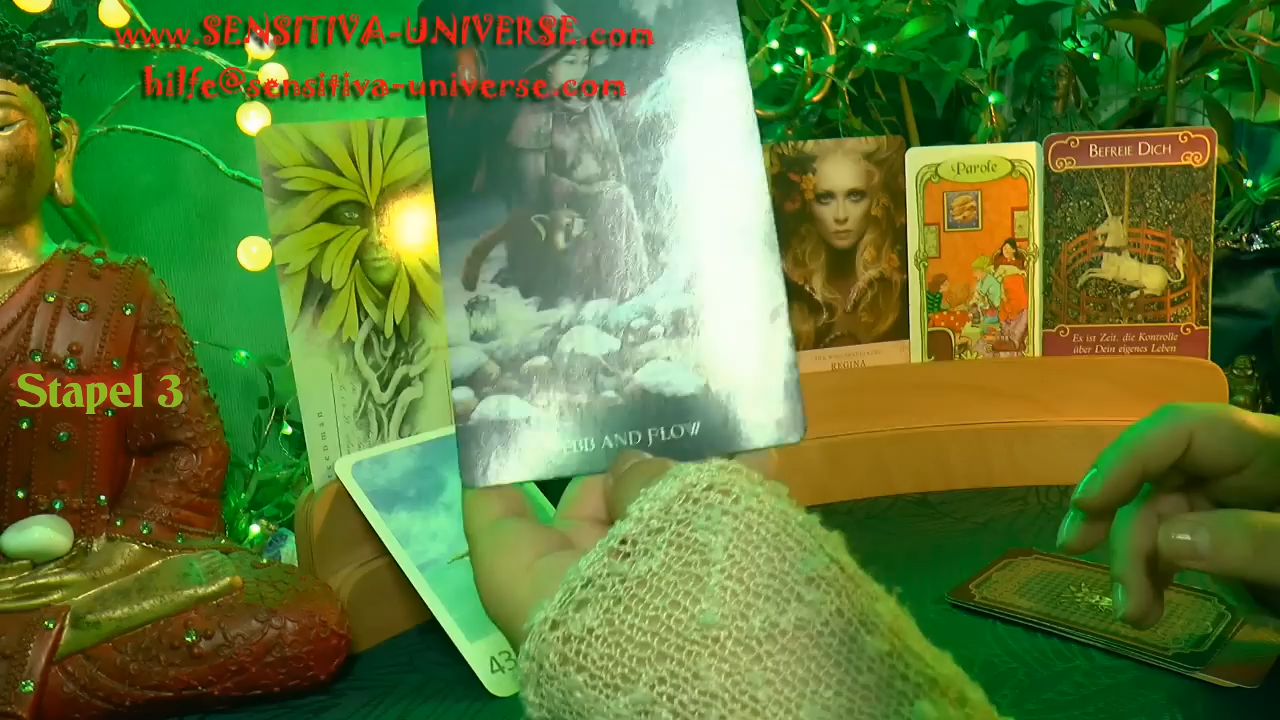 www.SENSITIVA-UNIVERSE.com
hilfe@sensitiva-universe.com
Parole
BEFREIE DICH
Es ist Zeit, die Kontrolle
über Dein eigenes Leben
REGINA
Stapel 3
EBB AND FLOW
43